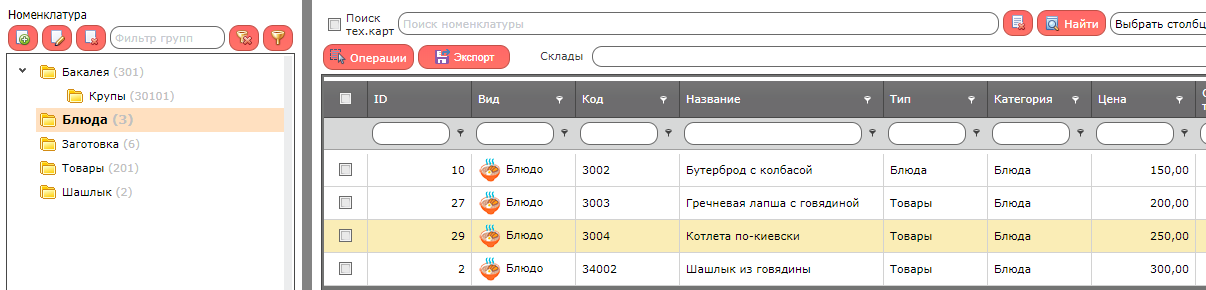 Номенклатура
Фильтр групп
Бакалея (301)
Крупы (30101)
Блюда (3)
Заготовка (6)
Товары (201)
Шашлык (2)
Поиск тех.карт
Поиск номенклатуры
Найти
Выбрать столбц
Операции
Экспорт
Склады
ID Вид Код Название Тип Категория Цена
10 Блюдо 3002 Бутерброд с колбасой Блюда Блюда 150,00
27 Блюдо 3003 Гречневая лапша с говядиной Товары Блюда 200,00
29 Блюдо 3004 Котлета по-киевски Товары Блюда 250,00
2 Блюдо 34002 Шашлык из говядины Товары Блюда 300,00